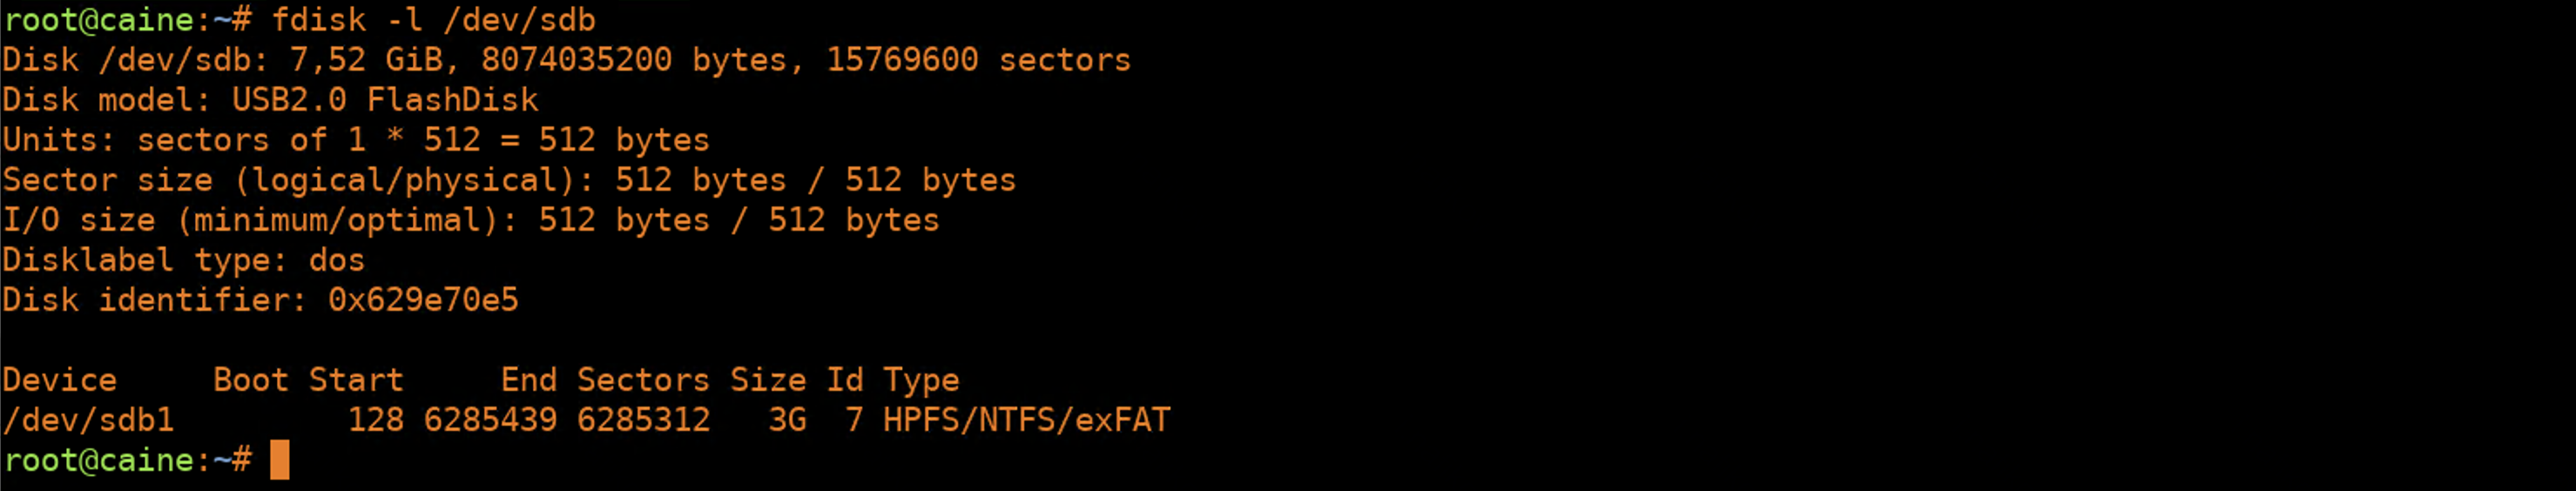 root@caine:~# fdisk -l /dev/sdb
Disk /dev/sdb: 7,52 GiB, 8074035200 bytes, 15769600 sectors
Disk model: USB2.0 FlashDisk
Units: sectors of 1 * 512 = 512 bytes
Sector size (logical/physical): 512 bytes / 512 bytes
I/O size (minimum/optimal): 512 bytes / 512 bytes
Disklabel type: dos
Disk identifier: 0x629e70e5
Device     Boot Start     End Sectors Size Id Type
/dev/sdb1         128 6285439 6285312   3G  7 HPFS/NTFS/exFAT
root@caine:~#